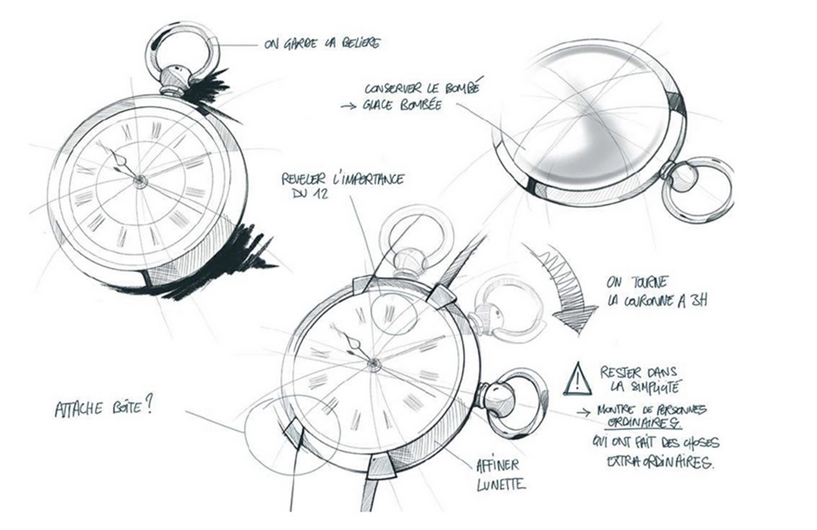 ON GARDE LA BELIERE
CONSERVER LE BOMBÉ
→ GLACE BOMBÉE
REVELER L'IMPORTANCE
DU 12
ON TOURNE
LA COURONNE A 3H
RESTER DANS
LA SIMPLICITÉ
→ MONTRE DE PERSONNES
ORDINAIRES
QUI ONT FAIT DES CHOSES
EXTRA ORDINAIRES.
ATTACHE BOITE ?
AFFINER
LUNETTE